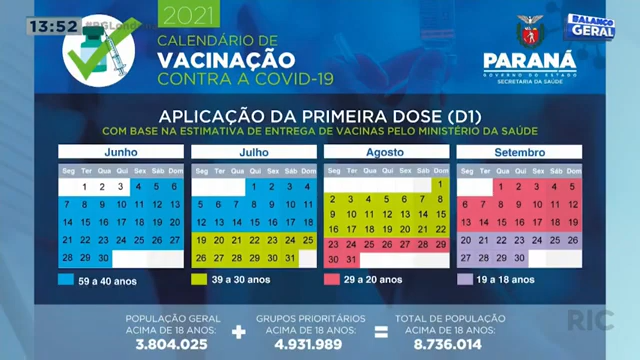 13:52
#RGLon
2021
CALENDÁRIO DE
VACINAÇÃO
CONTRA A COVID-19
PARANÁ
GOVERNO DO ESTADO
SECRETARIA DA SAÚDE
BALANÇO
GERAL
APLICAÇÃO DA PRIMEIRA DOSE (D1)
COM BASE NA ESTIMATIVA DE ENTREGA DE VACINAS PELO MINISTÉRIO DA SAÚDE
Junho
Seg Ter Qua Qui Sex Sáb Dom
1 2 3 4 5 6
7 8 9 10 11 12 13
14 15 16 17 18 19 20
21 22 23 24 25 26 27
28 29 30
Julho
Seg Ter Qua Qui Sex Sáb Dom
1 2 3 4
5 6 7 8 9 10 11
12 13 14 15 16 17 18
19 20 21 22 23 24 25
26 27 28 29 30 31
Agosto
Seg Ter Qua Qui Sex Sáb Dom
1
2 3 4 5 6 7 8
9 10 11 12 13 14 15
16 17 18 19 20 21 22
23 24 25 26 27 28 29
30 31
Setembro
Seg Ter Qua Qui Sex Sáb Dom
1 2 3 4 5
6 7 8 9 10 11 12
13 14 15 16 17 18 19
20 21 22 23 24 25 26
27 28 29 30
59 a 40 anos
39 a 30 anos
29 a 20 anos
19 a 18 anos
POPULAÇÃO GERAL
ACIMA DE 18 ANOS:
3.804.025
+
GRUPOS PRIORITÁRIOS
ACIMA DE 18 ANOS:
4.931.989
=
TOTAL DE POPULAÇÃO
ACIMA DE 18 ANOS:
8.736.014
RIC